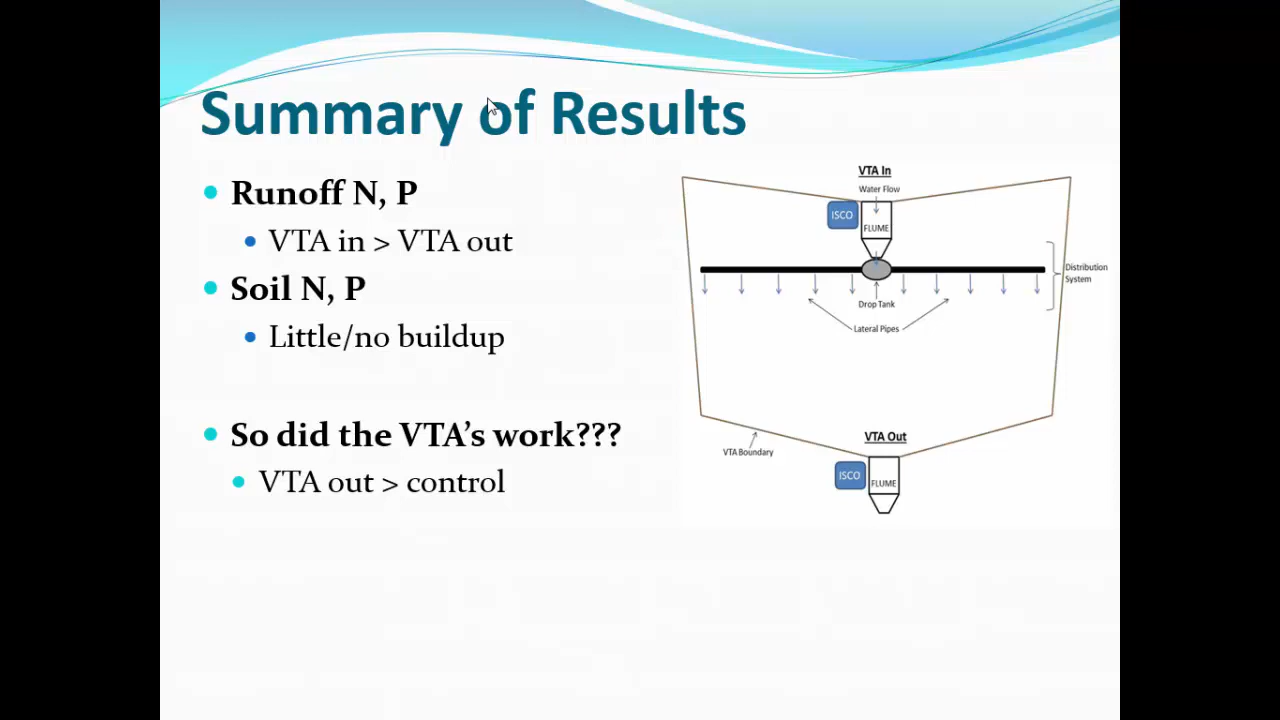 Summary of Results
Runoff N, P
VTA in > VTA out
Soil N, P
Little/no buildup
So did the VTA’s work???
VTA out > control
VTA In
Water Flow
ISCO
FLUME
Distribution
System
Drop Tank
Lateral Pipes
VTA Out
VTA Boundary
ISCO
FLUME